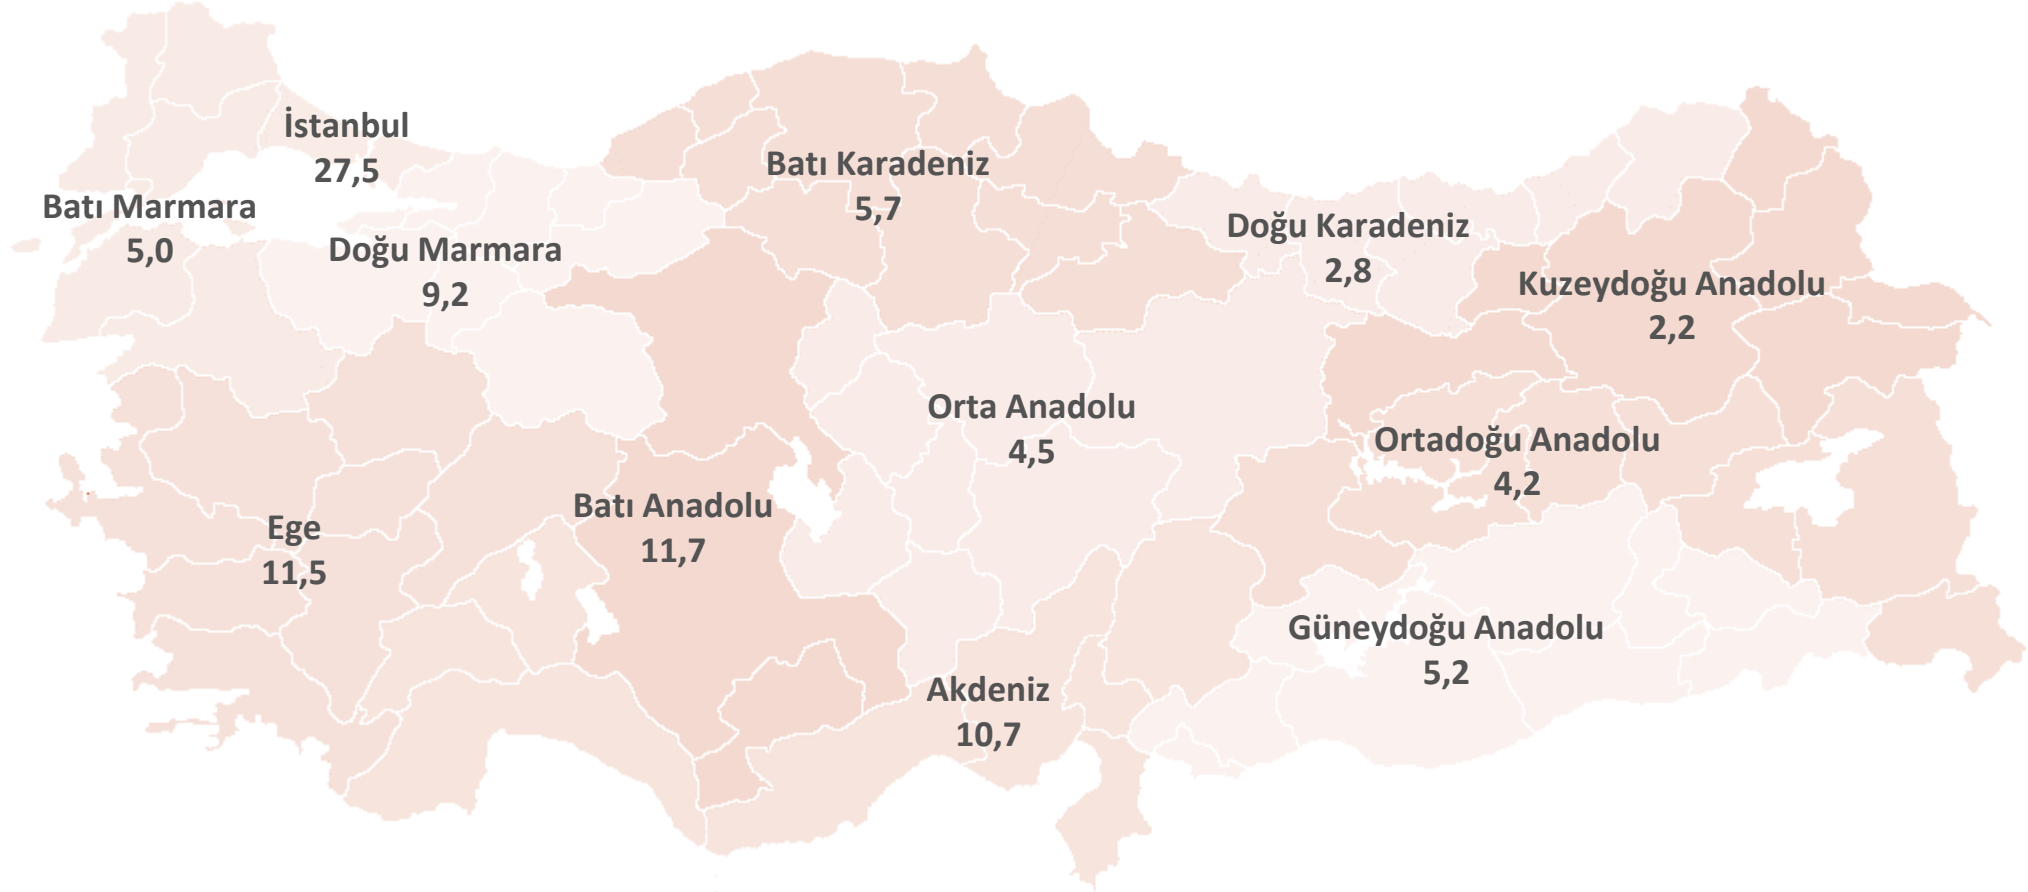 İstanbul
27,5
Batı Marmara
5,0
Doğu Marmara
9,2
Batı Karadeniz
5,7
Doğu Karadeniz
2,8
Kuzeydoğu Anadolu
2,2
Orta Anadolu
4,5
Ortadoğu Anadolu
4,2
Batı Anadolu
11,7
Ege
11,5
Güneydoğu Anadolu
5,2
Akdeniz
10,7